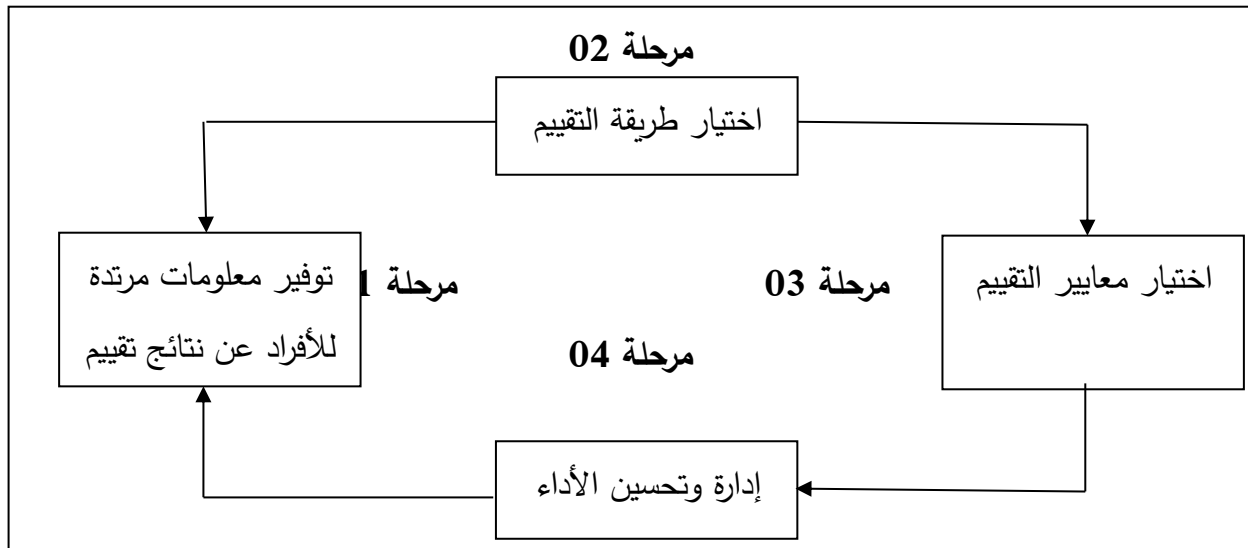 مرحلة 02
اختيار طريقة التقييم
اختيار معايير التقييم
مرحلة 03
مرحلة 1
توفير معلومات مرتدة
للأفراد عن نتائج تقييم
مرحلة 04
إدارة وتحسين الأداء